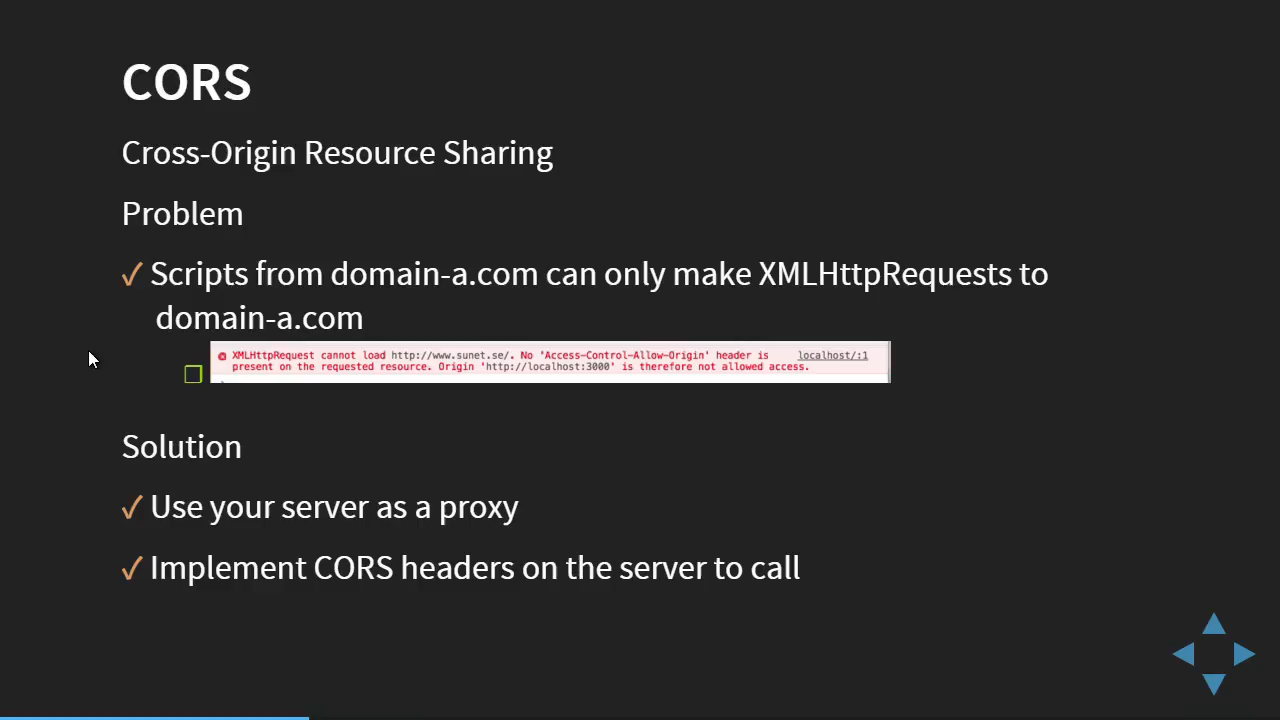 CORS
Cross-Origin Resource Sharing
Problem
✓ Scripts from domain-a.com can only make XMLHttpRequests to
domain-a.com
XMLHttpRequest cannot load http://www.sunet.se/. No 'Access-Control-Allow-Origin' header is localhost/:1
present on the requested resource. Origin 'http://localhost:3000' is therefore not allowed access.
Solution
✓ Use your server as a proxy
✓ Implement CORS headers on the server to call